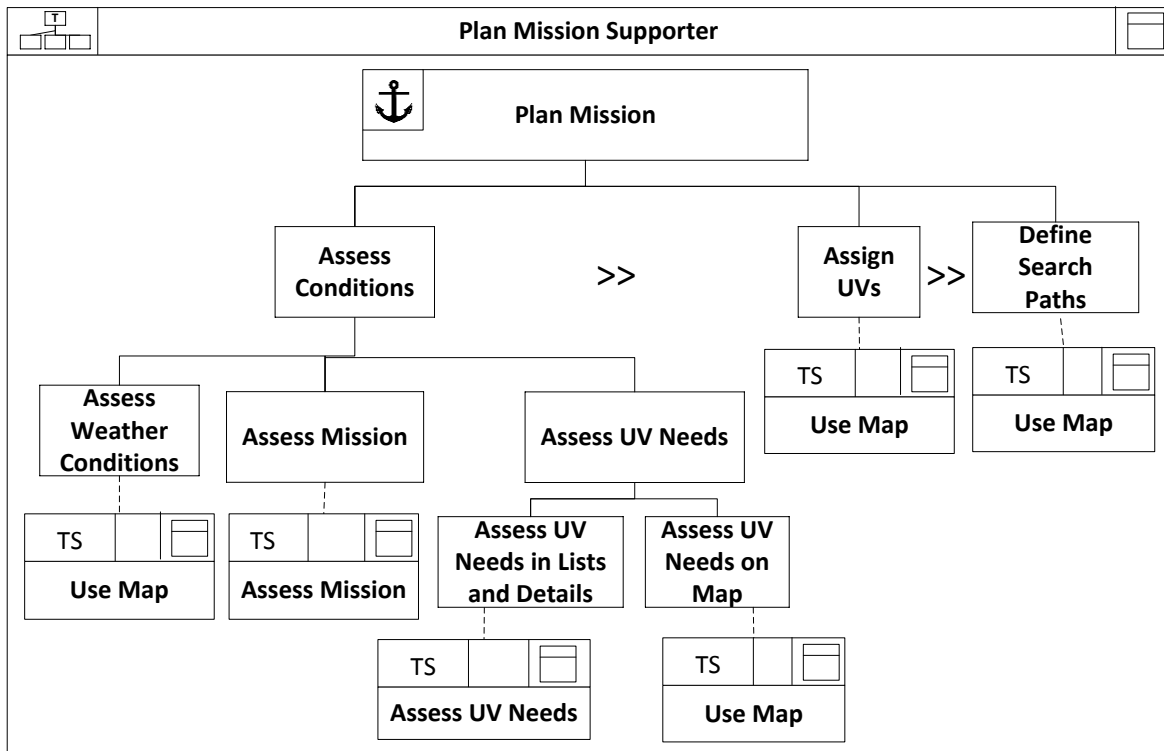 T
Plan Mission Supporter
Plan Mission
Assess
Conditions
>>
Assign
UVs
>>
Define
Search
Paths
TS
Use Map
TS
Use Map
Assess
Weather
Conditions
Assess Mission
Assess UV Needs
TS
Use Map
TS
Assess Mission
Assess UV
Needs in Lists
and Details
Assess UV
Needs on
Map
TS
Assess UV Needs
TS
Use Map